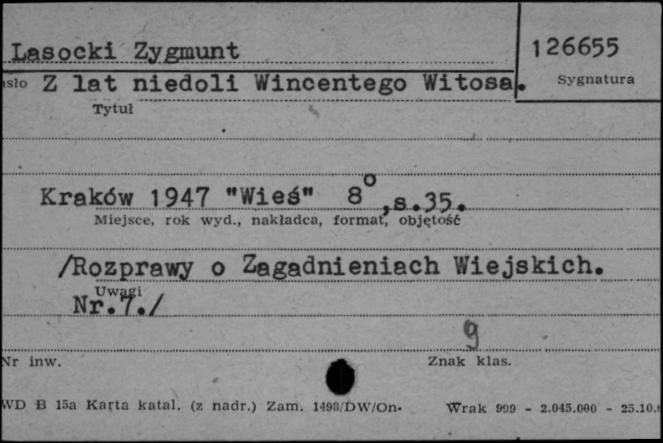 Lasocki Zygmunt
126655
Sygnatura
Z lat niedoli Wincentego Witosa.
Tytuł
Kraków 1947 "Wieś" 8º, s.35.
Miejsce, rok wyd., nakładca, format, objętość
/Rozprawy o Zagadnieniach Wiejskich.
Uwagi
Nr.7./
9
Nr inw.
Znak klas.
WD B 15a Karta katal. (z nadr.) Zam. 1498/DW/On. Wrak 999 - 2.045.000 - 25.10.